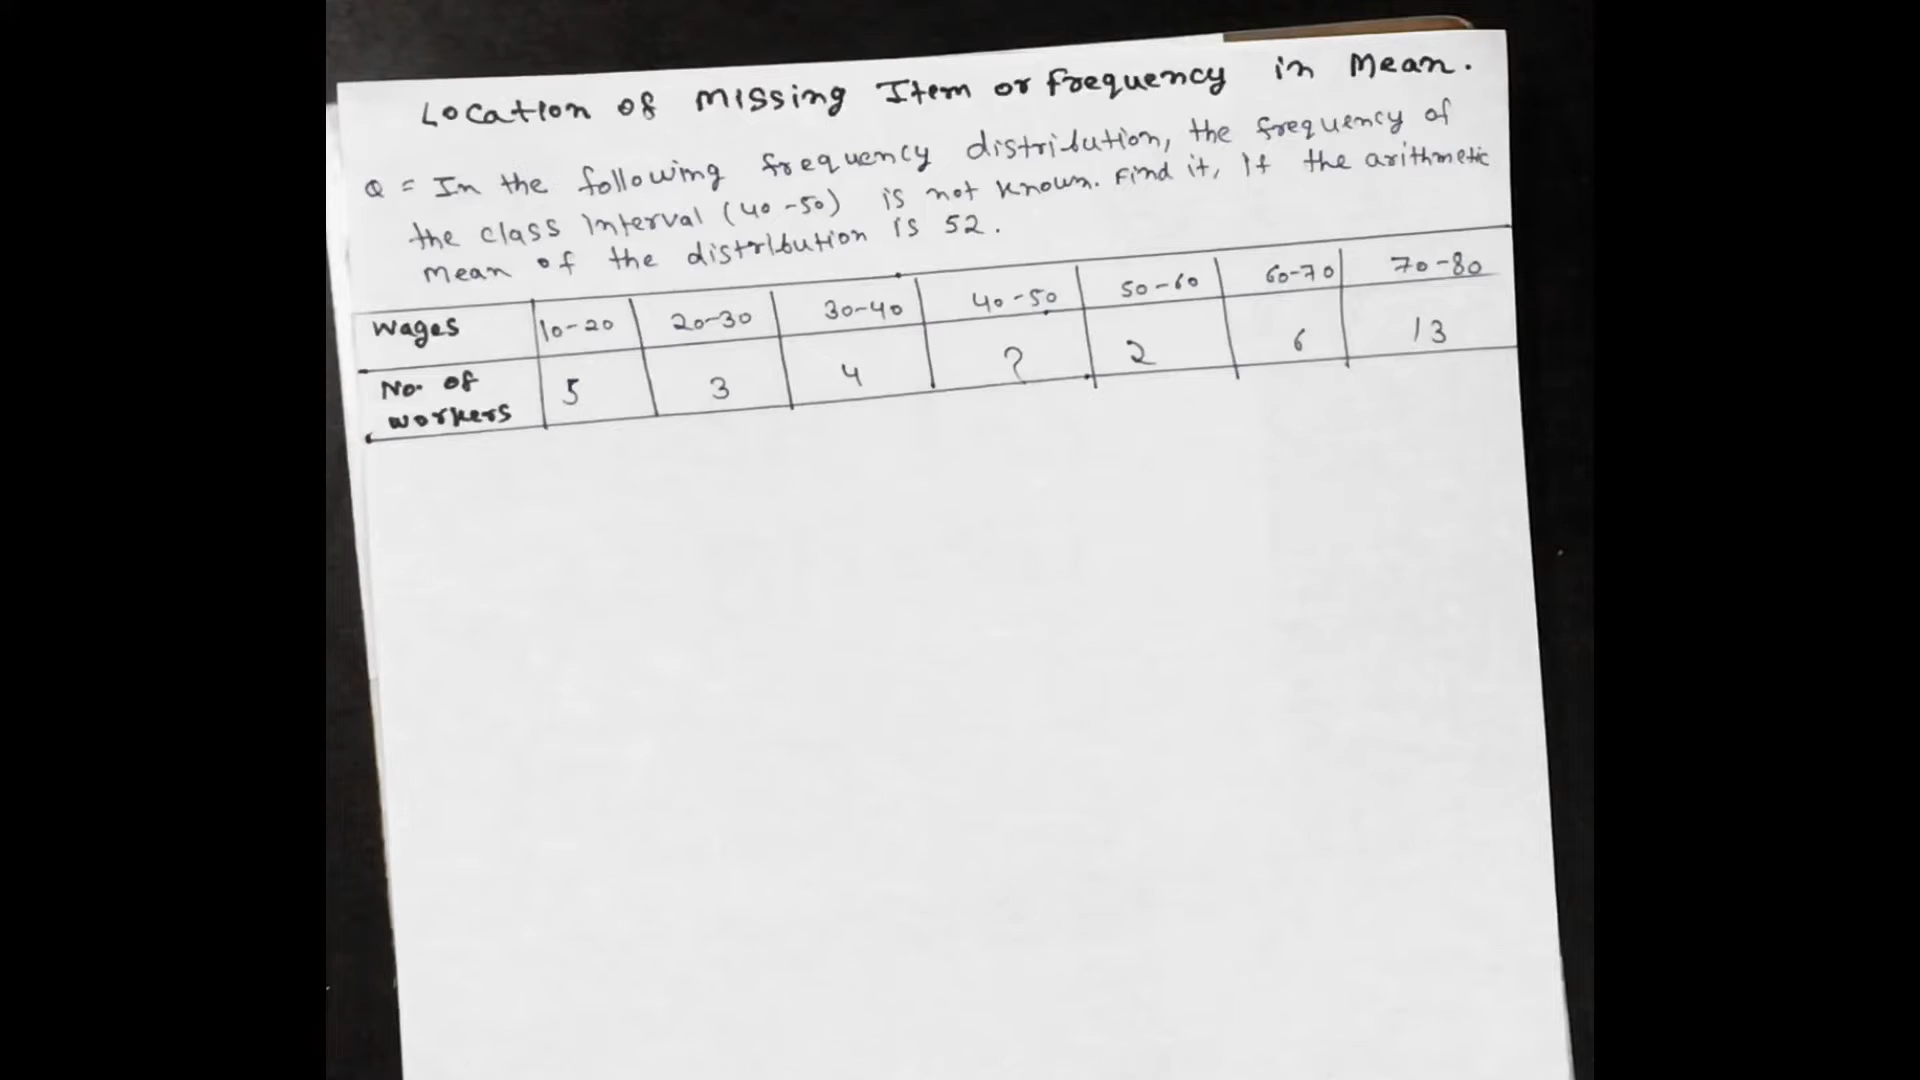 Location of Missing Item or frequency in Mean.
Q = In the following frequency distribution, the frequency of
the class Interval (40-50) is not known. Find it, If the arithmetic
Mean of the distribution is 52.
Wages 10-20 20-30 30-40 40-50 50-60 60-70 70-80
No. of workers 5 3 4 ? 2 6 13